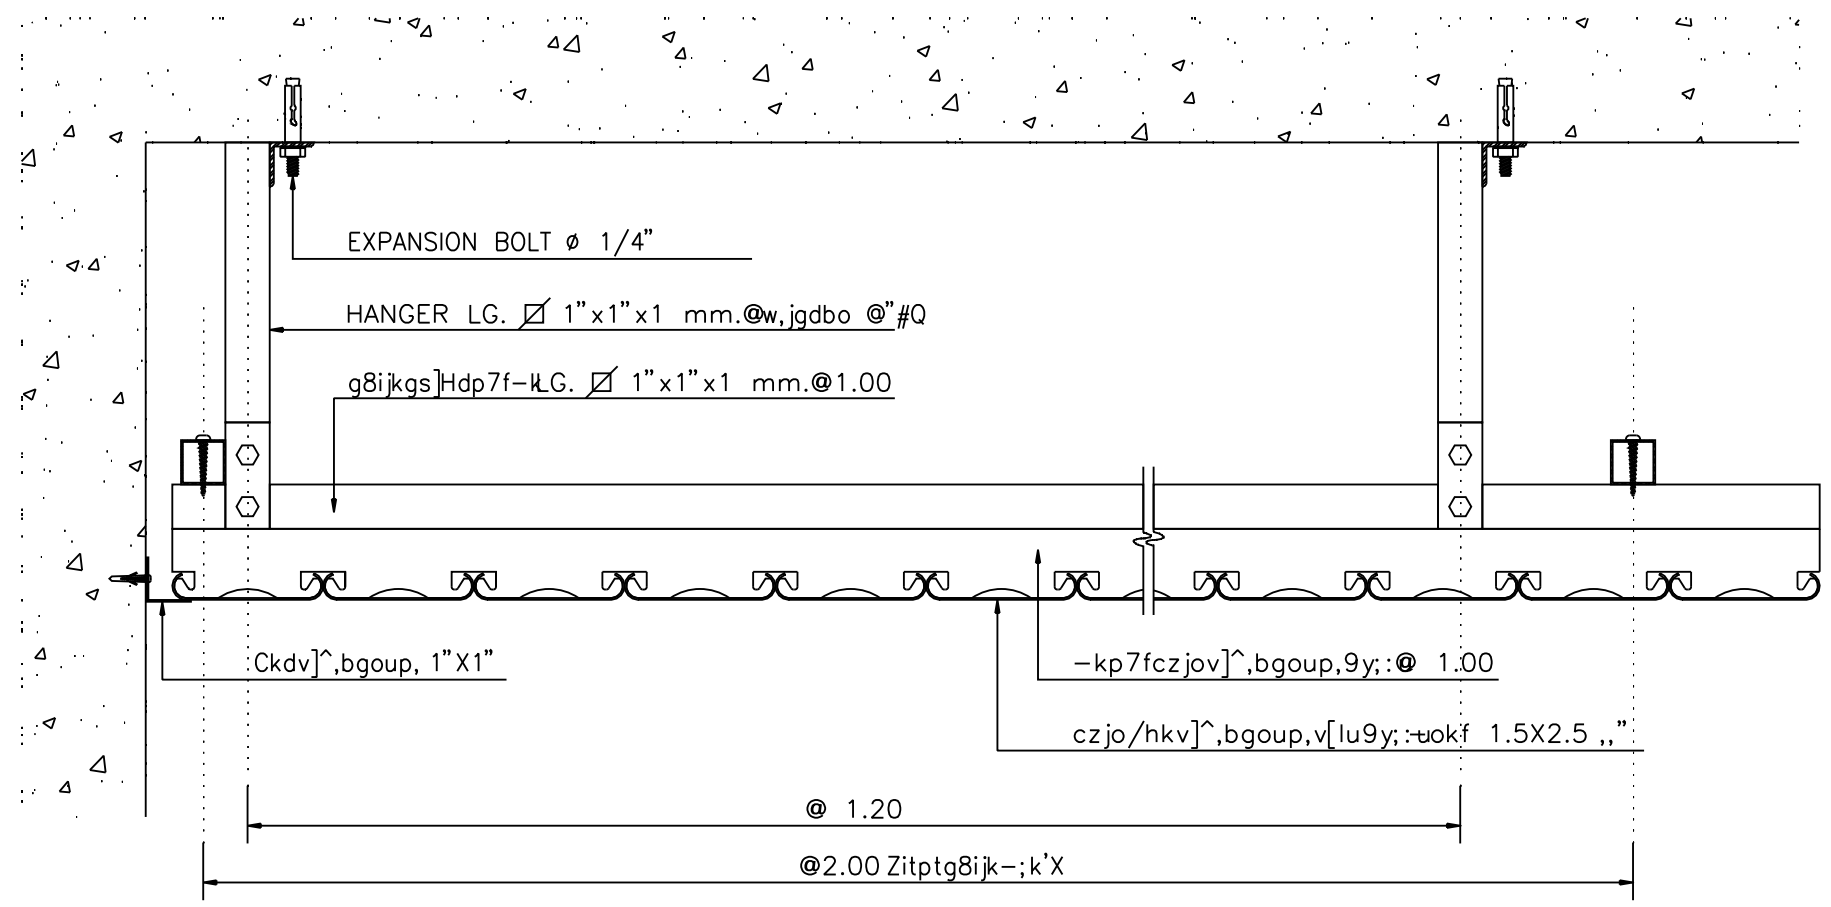 EXPANSION BOLT ø 1/4"
HANGER LG. 1"x1"x1 mm.@w,jgdbo @"#Q
g8ijkgs]Hdp7f-kLG. 1"x1"x1 mm.@1.00
Ckdv]^,bgoup, 1"X1"
-kp7fczjov]^,bgoup,9y;:@ 1.00
czjo/hkv]^,bgoup,v[lu9y;:-uokf 1.5X2.5 ,,"
@ 1.20
@2.00 Zitptg8ijk-;k'X